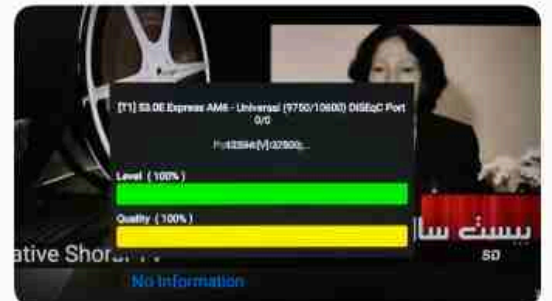 [T1] 53.0E Express AM6 - Universal (9750/10600) DiSEqC Port
0/0
Level (100%)
Quality (100%)
بیست سال
SD
ative Shor
No Information